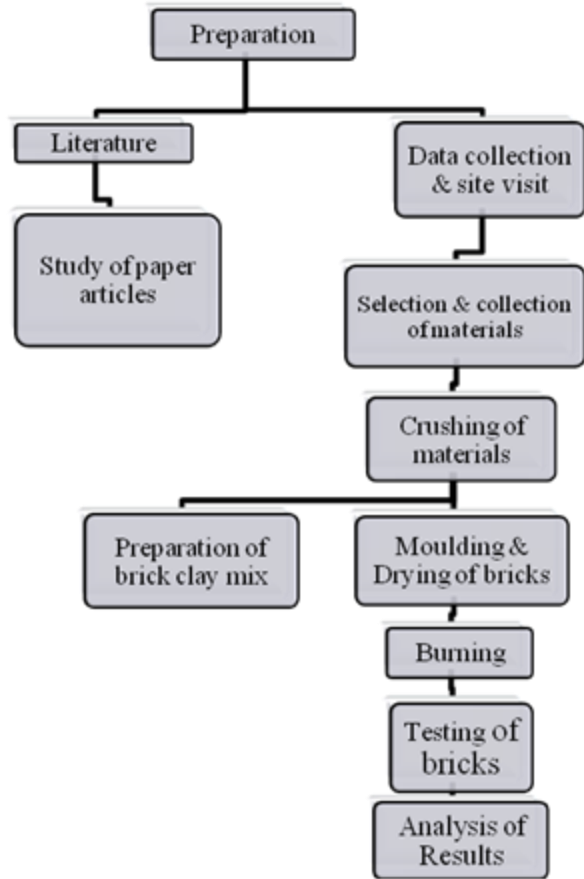 Preparation
Literature
Data collection
& site visit
Study of paper
articles
Selection & collection
of materials
Crushing of
materials
Preparation of
brick clay mix
Moulding &
Drying of bricks
Burning
Testing of
bricks
Analysis of
Results